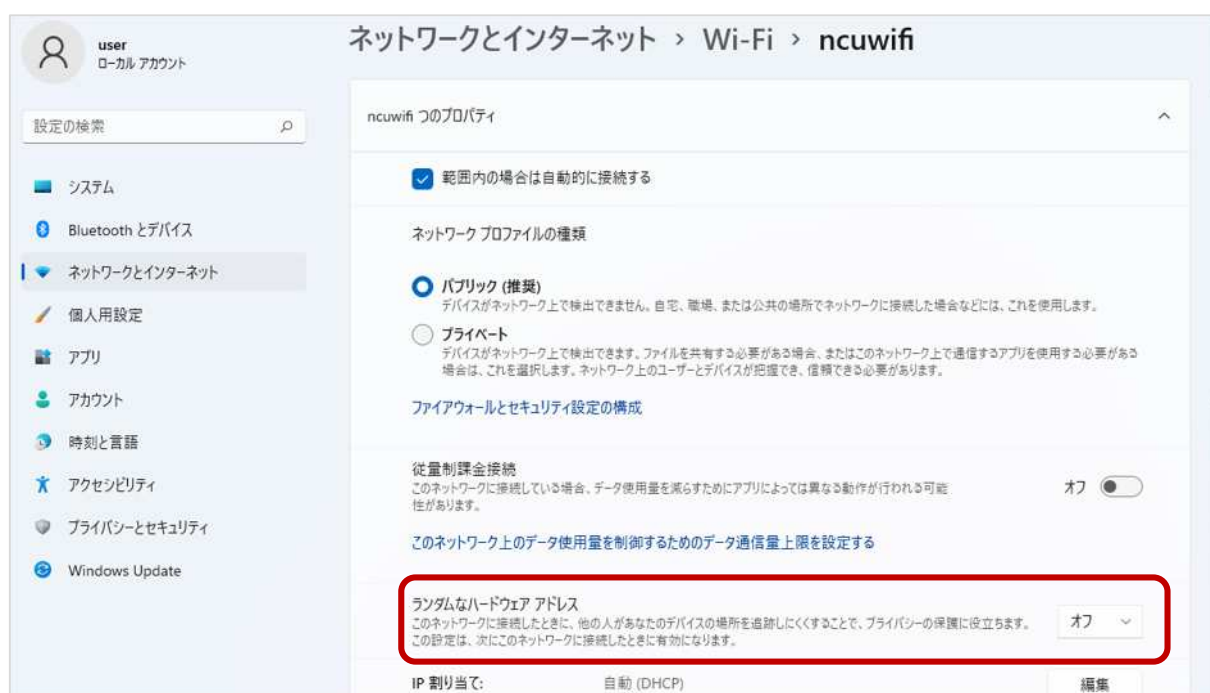 user
ローカル アカウント
設定の検索
システム
Bluetooth とデバイス
ネットワークとインターネット
個人用設定
アプリ
アカウント
時刻と言語
アクセシビリティ
プライバシーとセキュリティ
Windows Update
ネットワークとインターネット › Wi-Fi › ncuwifi
ncuwifi つのプロパティ
範囲内の場合は自動的に接続する
ネットワーク プロファイルの種類
パブリック (推奨)
デバイスがネットワーク上で検出できません。自宅、職場、または公共の場所でネットワークに接続した場合などには、これを使用します。
プライベート
デバイスがネットワーク上で検出できます。ファイルを共有する必要がある場合、またはこのネットワーク上で通信するアプリを使用する必要がある
場合は、これを選択します。ネットワーク上のユーザーとデバイスが把握でき、信頼できる必要があります。
ファイアウォールとセキュリティ設定の構成
従量制課金接続
このネットワークに接続している場合、データ使用量を減らすためにアプリによっては異なる動作が行われる可能
性があります。
オフ
このネットワーク上のデータ使用量を制御するためのデータ通信量上限を設定する
ランダムなハードウェア アドレス
このネットワークに接続したときに、他の人があなたのデバイスの場所を追跡しにくくすることで、プライバシーの保護に役立ちます。
この設定は、次にこのネットワークに接続したときに有効になります。
オフ
IP 割り当て: 自動 (DHCP) 編集